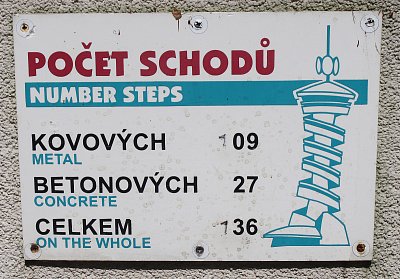 POČET SCHODŮ
NUMBER STEPS
KOVOVÝCH 109
METAL
BETONOVÝCH 27
CONCRETE
CELKEM 136
ON THE WHOLE